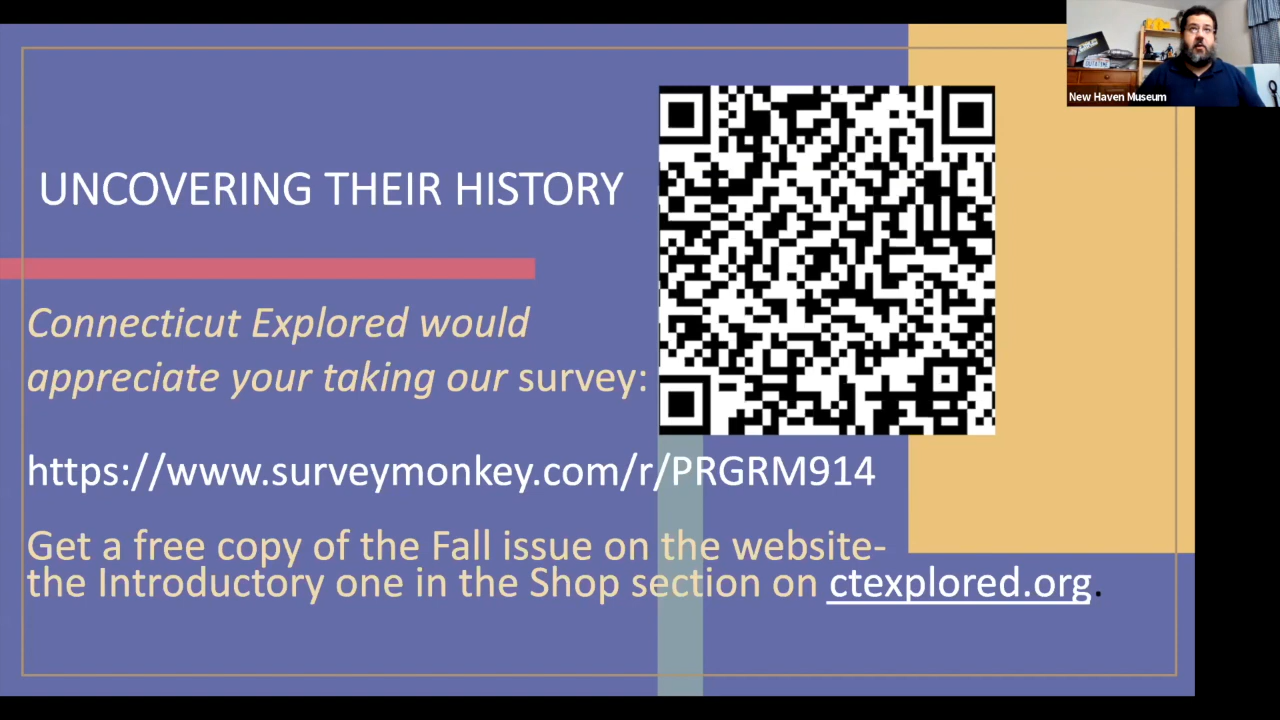 UNCOVERING THEIR HISTORY
Connecticut Explored would
appreciate your taking our survey:
https://www.surveymonkey.com/r/PRGRM914
Get a free copy of the Fall issue on the website-
the Introductory one in the Shop section on ctexplored.org.
New Haven Museum